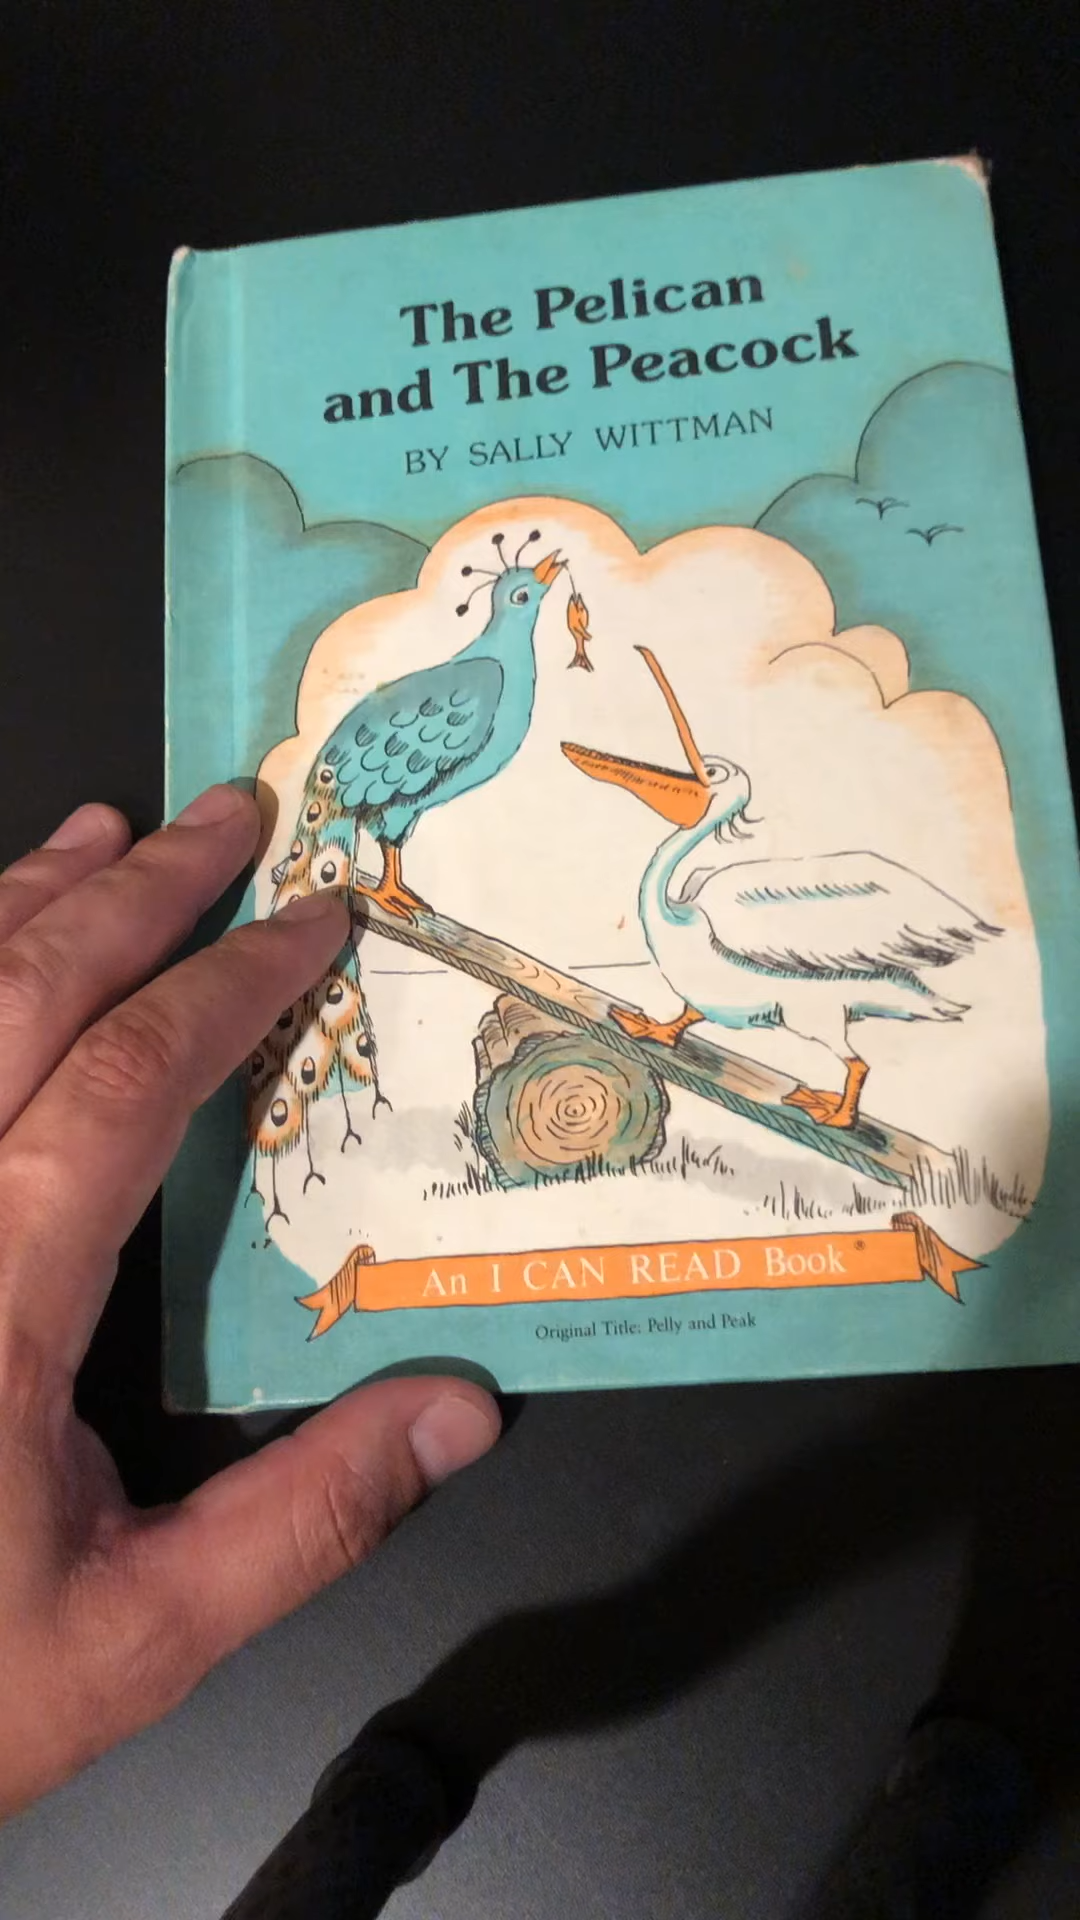 The Pelican
and The Peacock
BY SALLY WITTMAN
An I CAN READ Book®
Original Title: Pelly and Peak